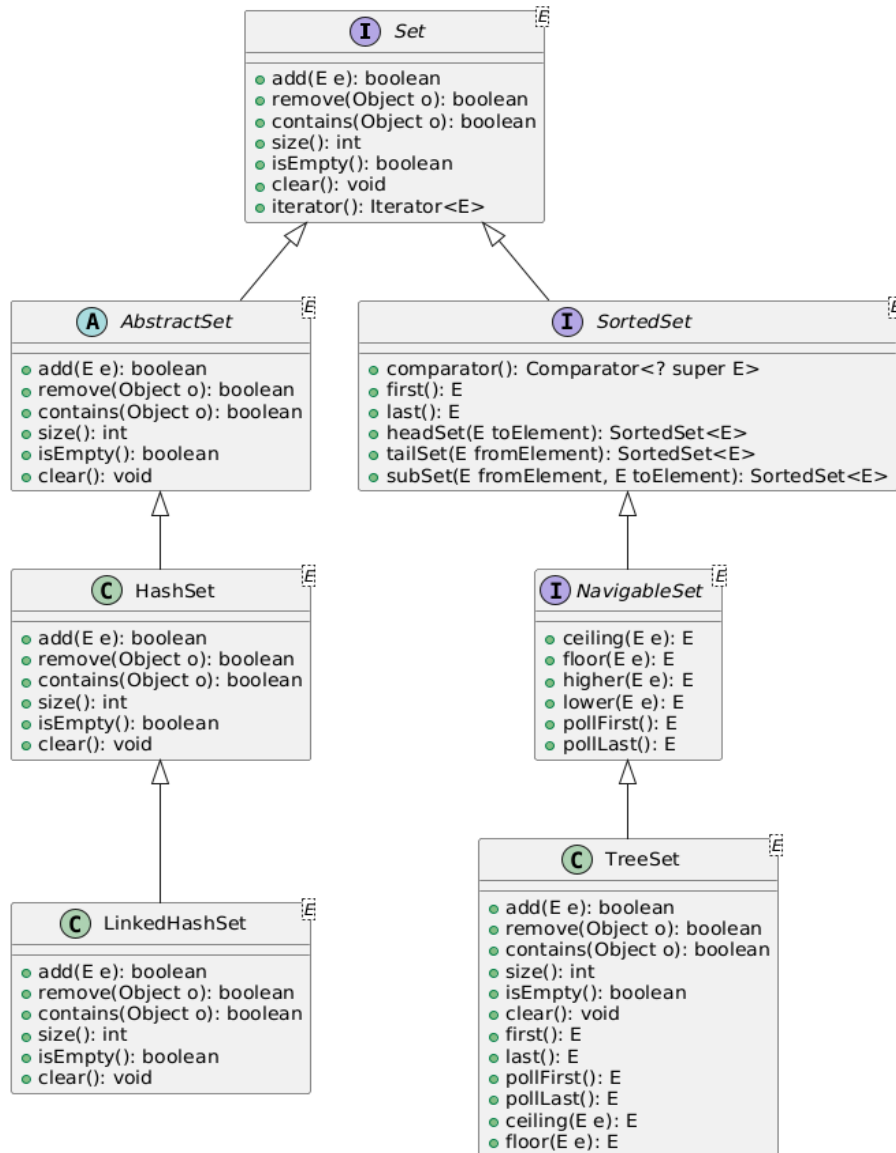 I Set E
add(E e): boolean
remove(Object o): boolean
contains(Object o): boolean
size(): int
isEmpty(): boolean
clear(): void
iterator(): Iterator<E>
A AbstractSet E
add(E e): boolean
remove(Object o): boolean
contains(Object o): boolean
size(): int
isEmpty(): boolean
clear(): void
I SortedSet E
comparator(): Comparator<? super E>
first(): E
last(): E
headSet(E toElement): SortedSet<E>
tailSet(E fromElement): SortedSet<E>
subSet(E fromElement, E toElement): SortedSet<E>
C HashSet E
add(E e): boolean
remove(Object o): boolean
contains(Object o): boolean
size(): int
isEmpty(): boolean
clear(): void
I NavigableSet E
ceiling(E e): E
floor(E e): E
higher(E e): E
lower(E e): E
pollFirst(): E
pollLast(): E
C LinkedHashSet E
add(E e): boolean
remove(Object o): boolean
contains(Object o): boolean
size(): int
isEmpty(): boolean
clear(): void
C TreeSet E
add(E e): boolean
remove(Object o): boolean
contains(Object o): boolean
size(): int
isEmpty(): boolean
clear(): void
first(): E
last(): E
pollFirst(): E
pollLast(): E
ceiling(E e): E
floor(E e): E